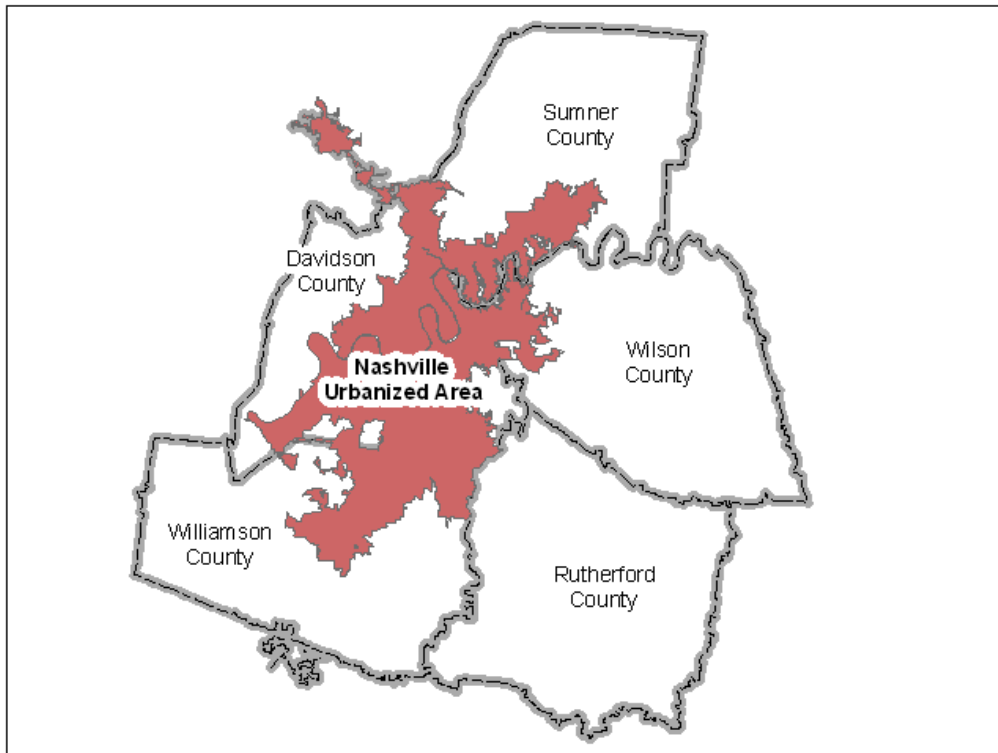 Sumner
County
Davidson
County
Nashville
Urbanized Area
Wilson
County
Williamson
County
Rutherford
County